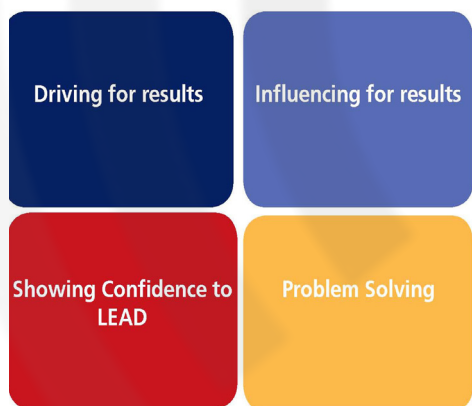 Driving for results
Influencing for results
Showing Confidence to
LEAD
Problem Solving